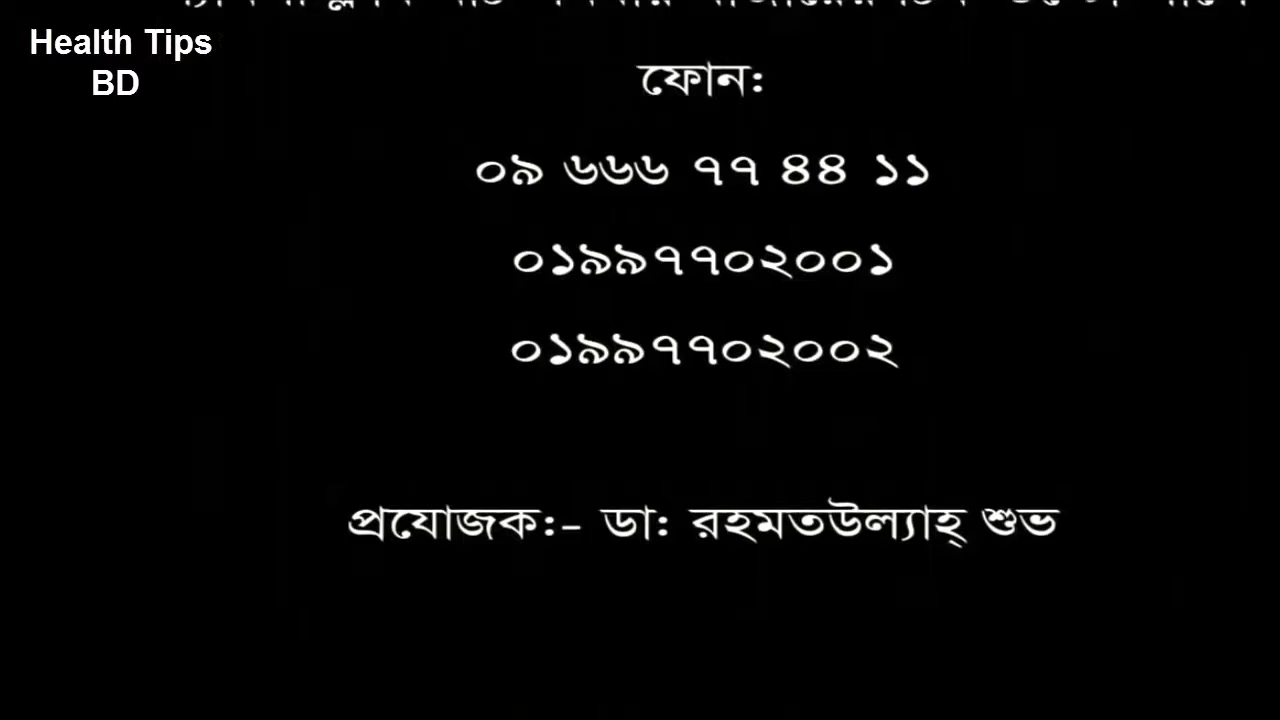 Health Tips
BD
ফোন:
০৯ ৬৬৬ ৭৭ ৪৪ ১১
০১৯৯৭৭০২০০১
০১৯৯৭৭০২০০২
প্রযোজক:- ডা: রহমতউল্যাহ্ শুভ